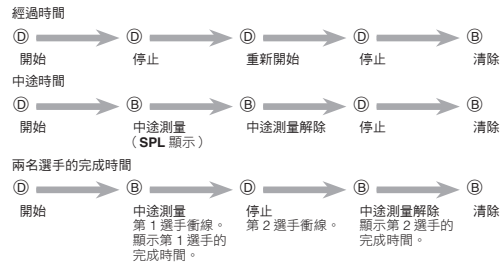 經過時間
Ⓓ Ⓓ Ⓓ Ⓓ Ⓑ
開始 停止 重新開始 停止 清除
中途時間
Ⓓ Ⓑ Ⓑ Ⓓ Ⓑ
開始 中途測量 中途測量解除 停止 清除
（SPL 顯示）
兩名選手的完成時間
Ⓓ Ⓑ Ⓓ Ⓑ Ⓑ
開始 中途測量 停止 中途測量解除 清除
第 1 選手衝線。 第 2 選手衝線。 顯示第 2 選手的
顯示第 1 選手的 完成時間。
完成時間。